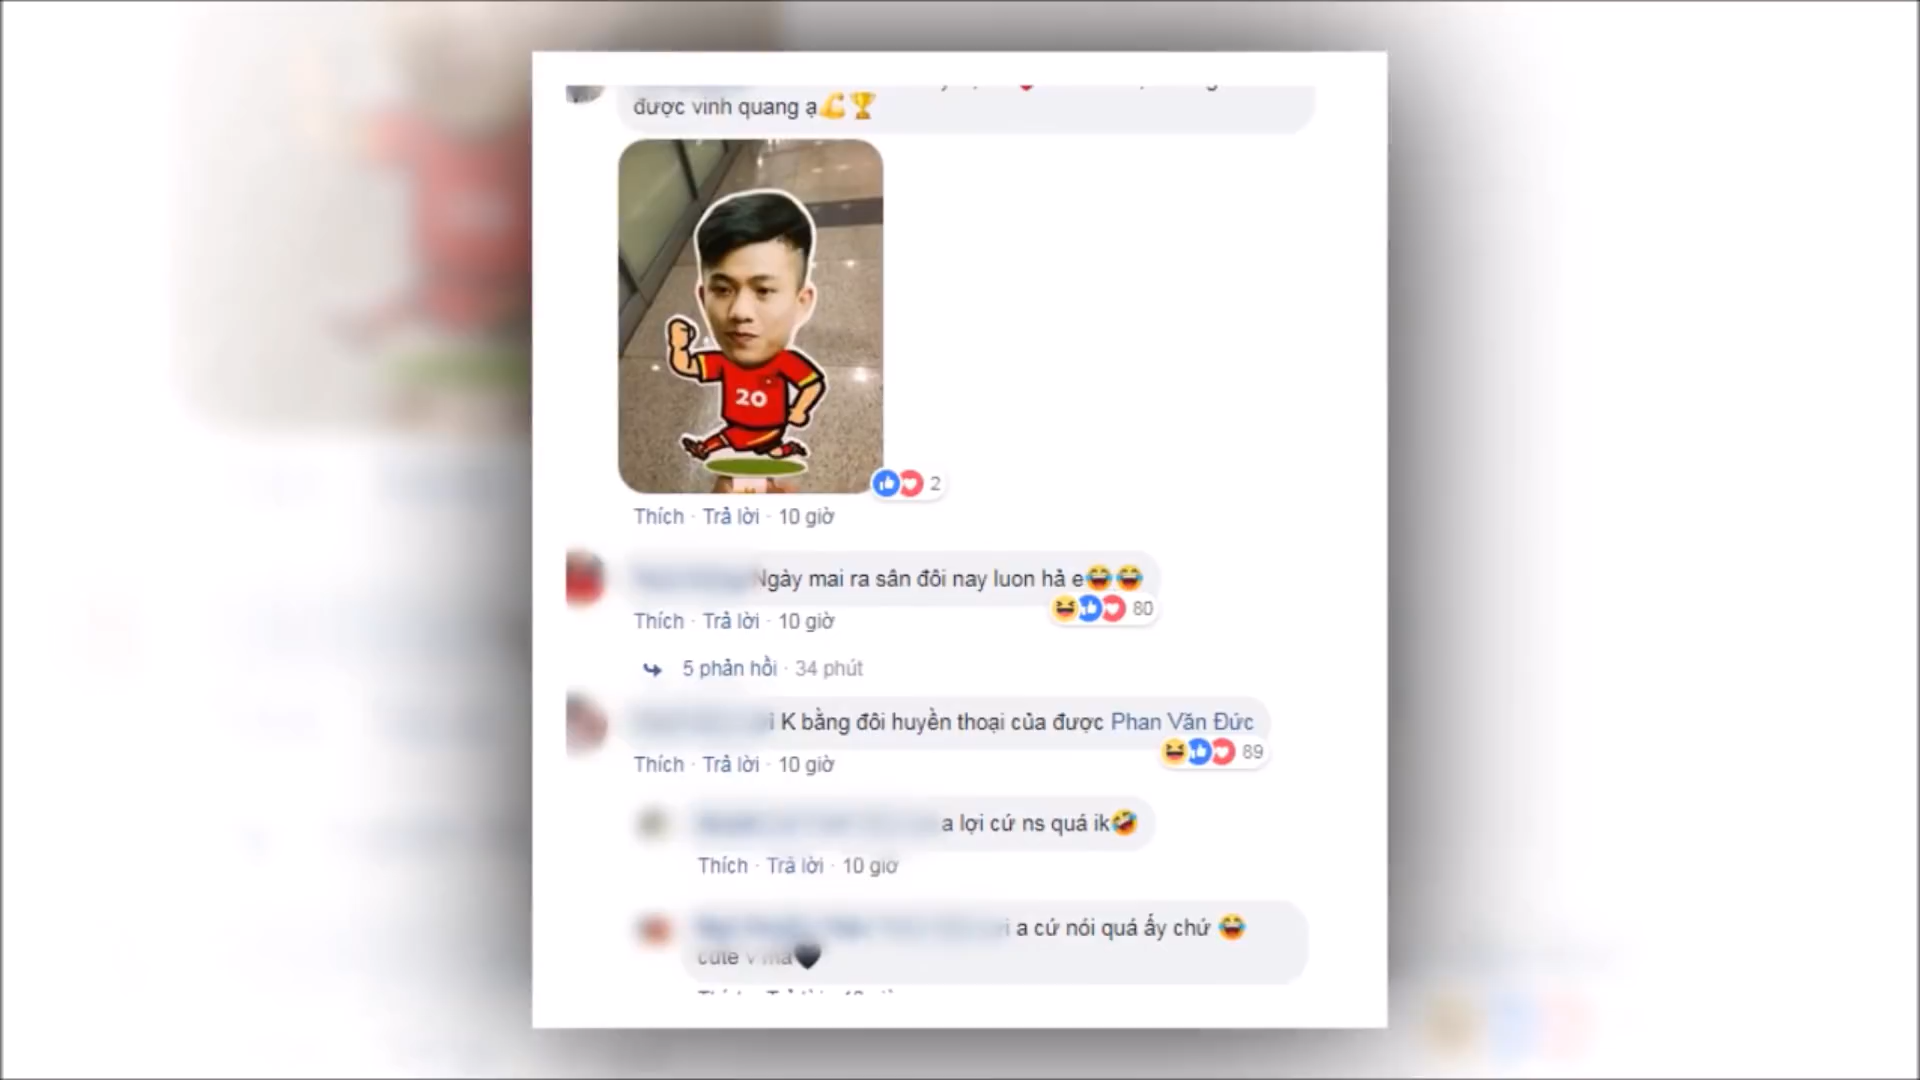 được vinh quang ạ💪🏆
20
2
Thích · Trả lời · 10 giờ
Ngày mai ra sân đôi nay luon hả e😂😂
80
Thích · Trả lời · 10 giờ
5 phản hồi · 34 phút
K bằng đôi huyền thoại của được Phan Văn Đức
89
Thích · Trả lời · 10 giờ
a lợi cứ ns quá ik🤣
Thích · Trả lời · 10 giờ
a cứ nói quá ấy chứ 😂
cute v mà🖤